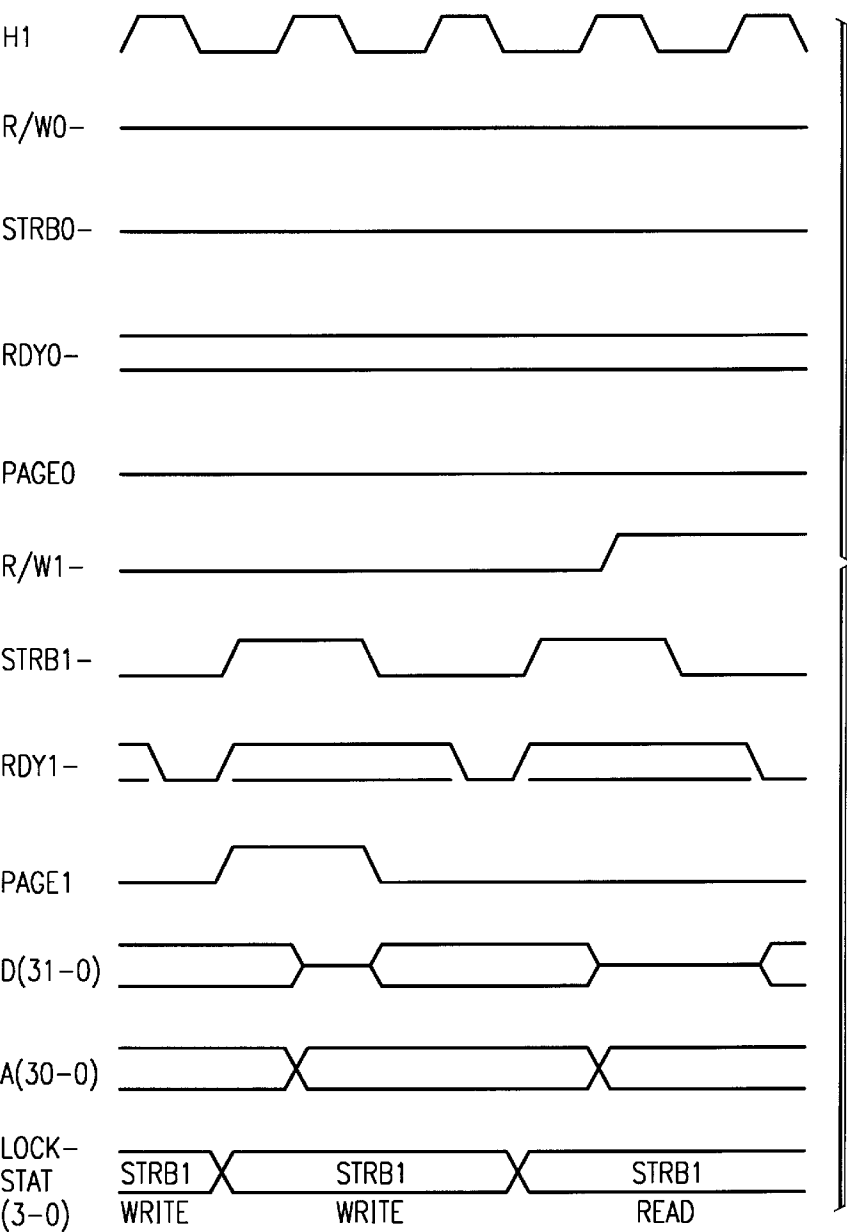 H1
R/W0-
STRB0-
RDY0-
PAGE0
R/W1-
STRB1-
RDY1-
PAGE1
D(31-0)
A(30-0)
LOCK-
STAT
(3-0)
STRB1 STRB1 STRB1
WRITE WRITE READ